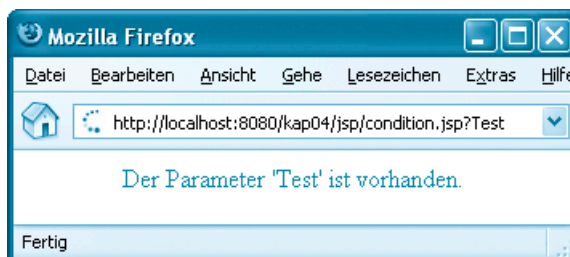 Mozilla Firefox
Datei Bearbeiten Ansicht Gehe Lesezeichen Extras Hilfe
http://localhost:8080/kap04/jsp/condition.jsp?Test
Der Parameter 'Test' ist vorhanden.
Fertig